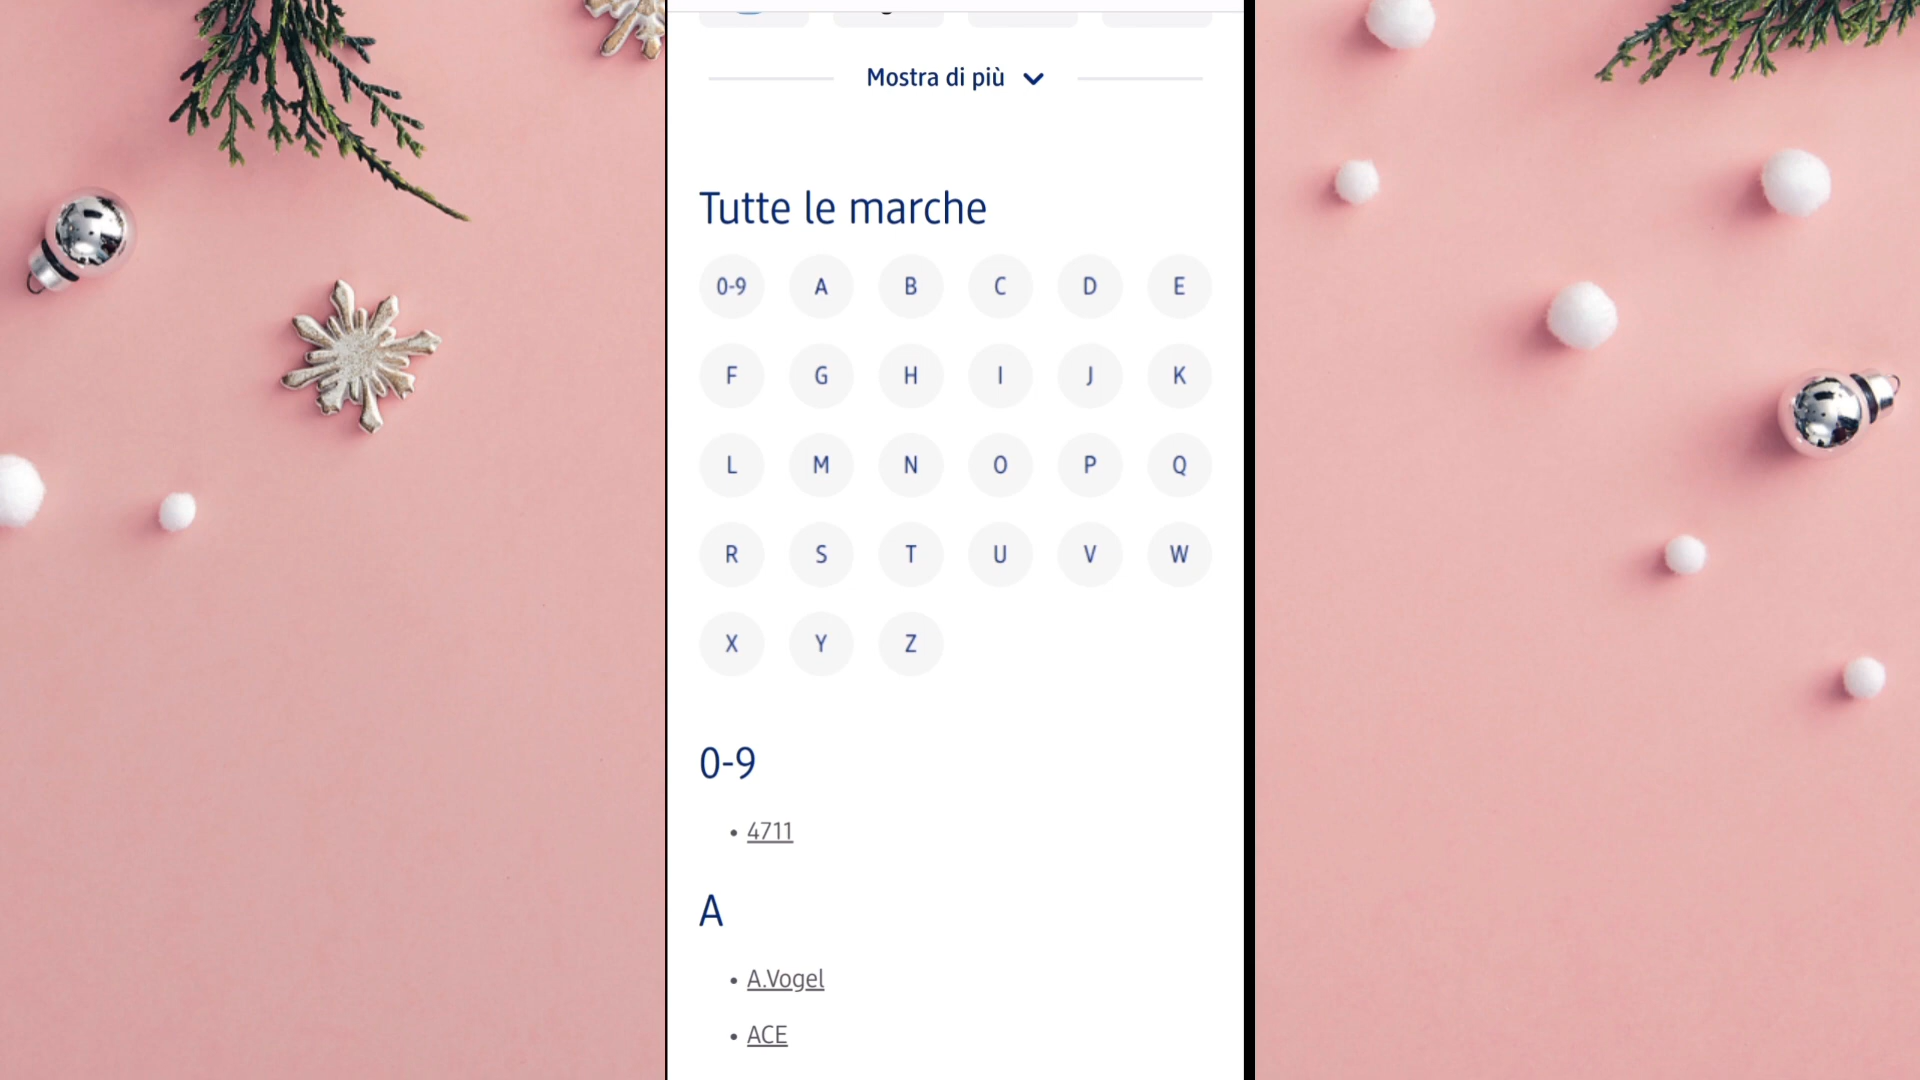 Mostra di più
Tutte le marche
0-9 A B C D E
F G H I J K
L M N O P Q
R S T U V W
X Y Z
0-9
4711
A
A.Vogel
ACE